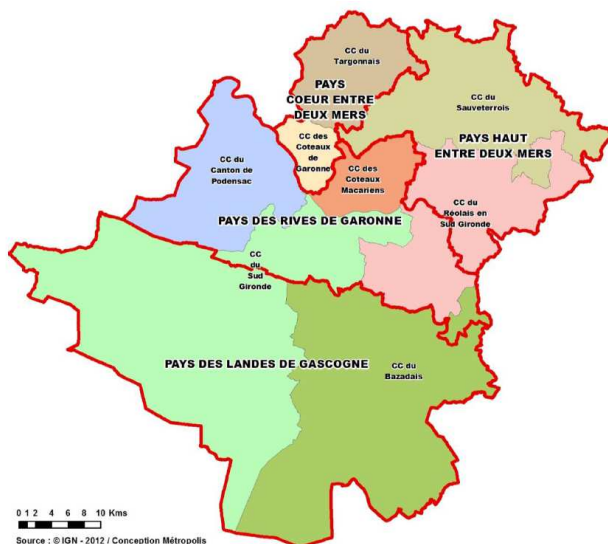 CC du
Targonnais
PAYS
COEUR ENTRE
DEUX MERS
CC du
Sauveterrois
PAYS HAUT
ENTRE DEUX MERS
CC des
Coteaux
de
Garonne
CC du
Canton de
Podensac
CC des
Coteaux
Macariens
CC du
Réolais en
Sud Gironde
PAYS DES RIVES DE GARONNE
CC
du
Sud
Gironde
PAYS DES LANDES DE GASCOGNE
CC du
Bazadais
0 1 2 4 6 8 10 Kms
Source : © IGN - 2012 / Conception Métropolis